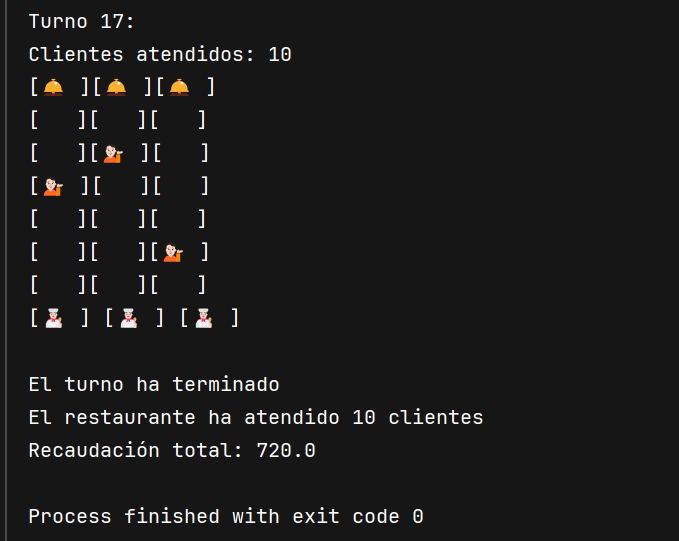 Turno 17:
Clientes atendidos: 10
[🛎️ ][🛎️ ][🛎️ ]
[   ][   ][   ]
[   ][💁🏻 ][   ]
[💁🏻 ][   ][   ]
[   ][   ][   ]
[   ][   ][💁🏻 ]
[   ][   ][   ]
[👩🏻‍🍳 ] [👩🏻‍🍳 ] [👩🏻‍🍳 ]
El turno ha terminado
El restaurante ha atendido 10 clientes
Recaudación total: 720.0
Process finished with exit code 0